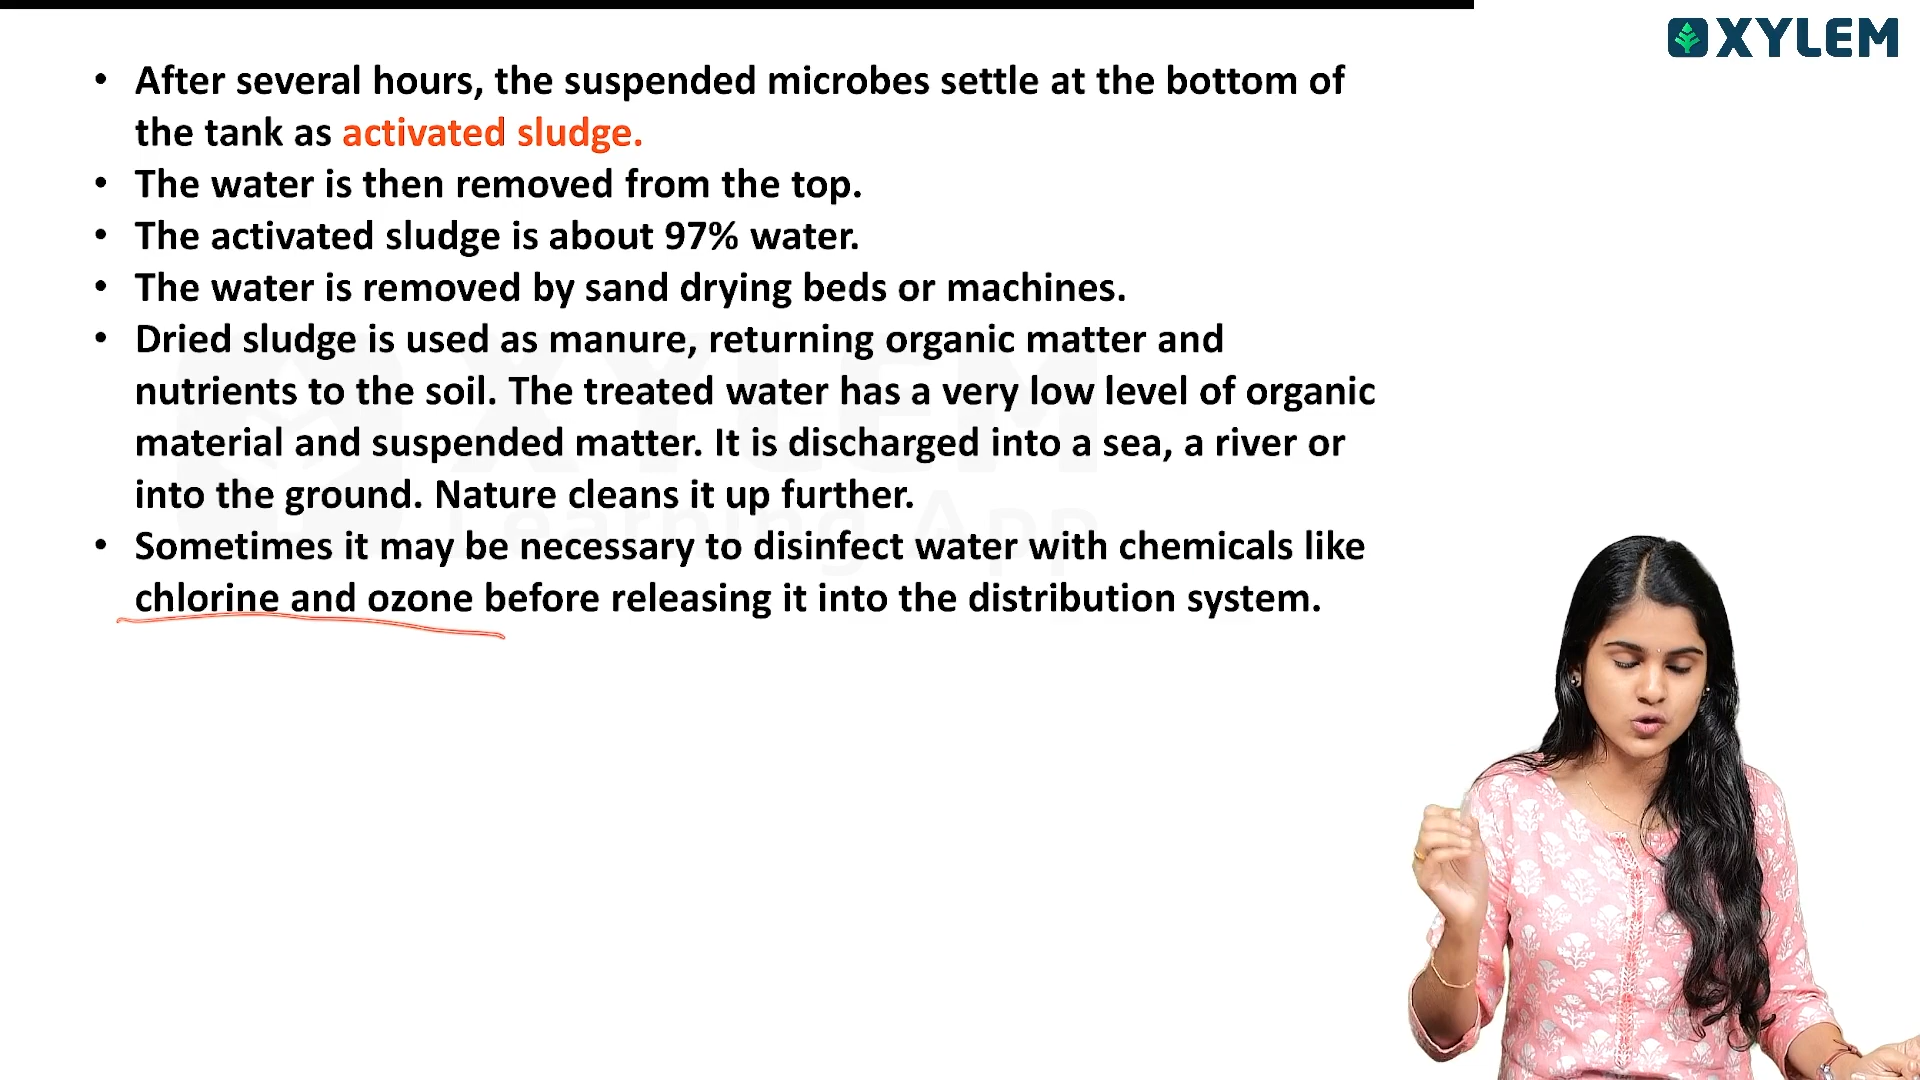 XYLEM
• After several hours, the suspended microbes settle at the bottom of
the tank as activated sludge.
• The water is then removed from the top.
• The activated sludge is about 97% water.
• The water is removed by sand drying beds or machines.
• Dried sludge is used as manure, returning organic matter and
nutrients to the soil. The treated water has a very low level of organic
material and suspended matter. It is discharged into a sea, a river or
into the ground. Nature cleans it up further.
• Sometimes it may be necessary to disinfect water with chemicals like
chlorine and ozone before releasing it into the distribution system.
XYLEM
Learning App